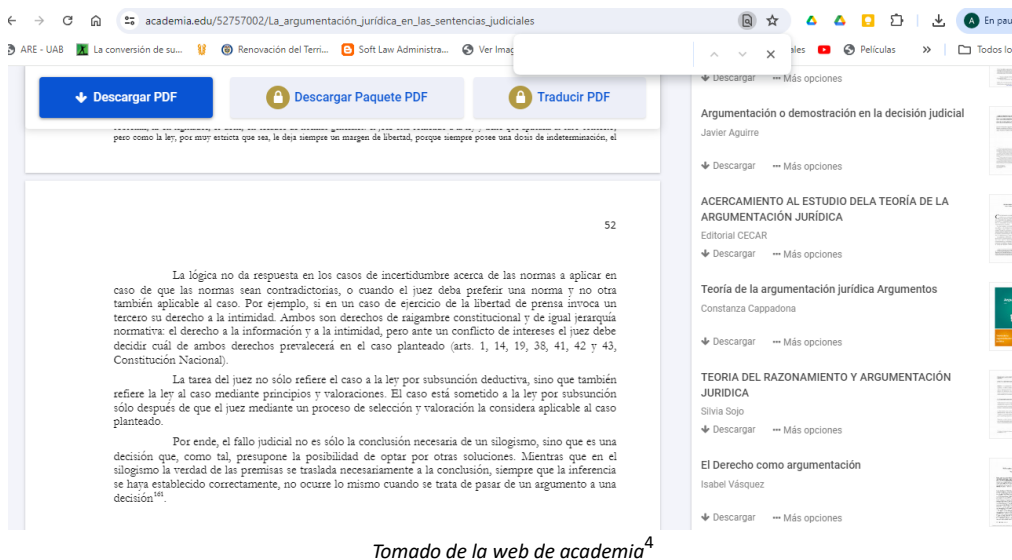 academia.edu/52757002/La_argumentación_jurídica_en_las_sentencias_judiciales
A
En pau
ARE - UAB
La conversión de su...
Renovación del Terri...
Soft Law Administra...
Ver Imag
ales
Películas
»
Todos lo
Descargar PDF
Descargar Paquete PDF
Traducir PDF
pero como la ley, por muy estricta que sea, le deja siempre un margen de libertad, porque siempre posee una dosis de indeterminación, el
52
La lógica no da respuesta en los casos de incertidumbre acerca de las normas a aplicar en
caso de que las normas sean contradictorias, o cuando el juez deba preferir una norma y no otra
también aplicable al caso. Por ejemplo, si en un caso de ejercicio de la libertad de prensa invoca un
tercero su derecho a la intimidad. Ambos son derechos de raigambre constitucional y de igual jerarquía
normativa: el derecho a la información y a la intimidad, pero ante un conflicto de intereses el juez debe
decidir cuál de ambos derechos prevalecerá en el caso planteado (arts. 1, 14, 19, 38, 41, 42 y 43,
Constitución Nacional).
La tarea del juez no sólo refiere el caso a la ley por subsunción deductiva, sino que también
refiere la ley al caso mediante principios y valoraciones. El caso está sometido a la ley por subsunción
sólo después de que el juez mediante un proceso de selección y valoración la considera aplicable al caso
planteado.
Por ende, el fallo judicial no es sólo la conclusión necesaria de un silogismo, sino que es una
decisión que, como tal, presupone la posibilidad de optar por otras soluciones. Mientras que en el
silogismo la verdad de las premisas se traslada necesariamente a la conclusión, siempre que la inferencia
se haya establecido correctamente, no ocurre lo mismo cuando se trata de pasar de un argumento a una
decisión161.
Descargar ••• Más opciones
Argumentación o demostración en la decisión judicial
Javier Aguirre
Descargar ••• Más opciones
ACERCAMIENTO AL ESTUDIO DELA TEORÍA DE LA
ARGUMENTACIÓN JURÍDICA
Editorial CECAR
Descargar ••• Más opciones
Teoría de la argumentación jurídica Argumentos
Constanza Cappadona
Descargar ••• Más opciones
TEORIA DEL RAZONAMIENTO Y ARGUMENTACIÓN
JURIDICA
Silvia Sojo
Descargar ••• Más opciones
El Derecho como argumentación
Isabel Vásquez
Descargar ••• Más opciones
Tomado de la web de academia4